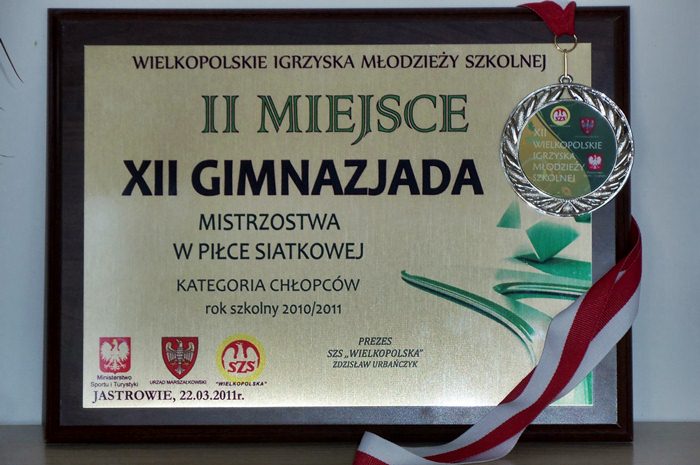 WIELKOPOLSKIE IGRZYSKA MŁODZIEŻY SZKOLNEJ
II MIEJSCE
XII GIMNAZJADA
MISTRZOSTWA
W PIŁCE SIATKOWEJ
KATEGORIA CHŁOPCÓW
rok szkolny 2010/2011
PREZES
SZS „WIELKOPOLSKA"
ZDZISŁAW URBAŃCZYK
Ministerstwo
Sportu i Turystyki
URZĄD MARSZAŁKOWSKI
SZS
"WIELKOPOLSKA"
JASTROWIE, 22.03.2011r.
SZS
XII
WIELKOPOLSKIE
IGRZYSKA
MŁODZIEŻY
SZKOLNEJ